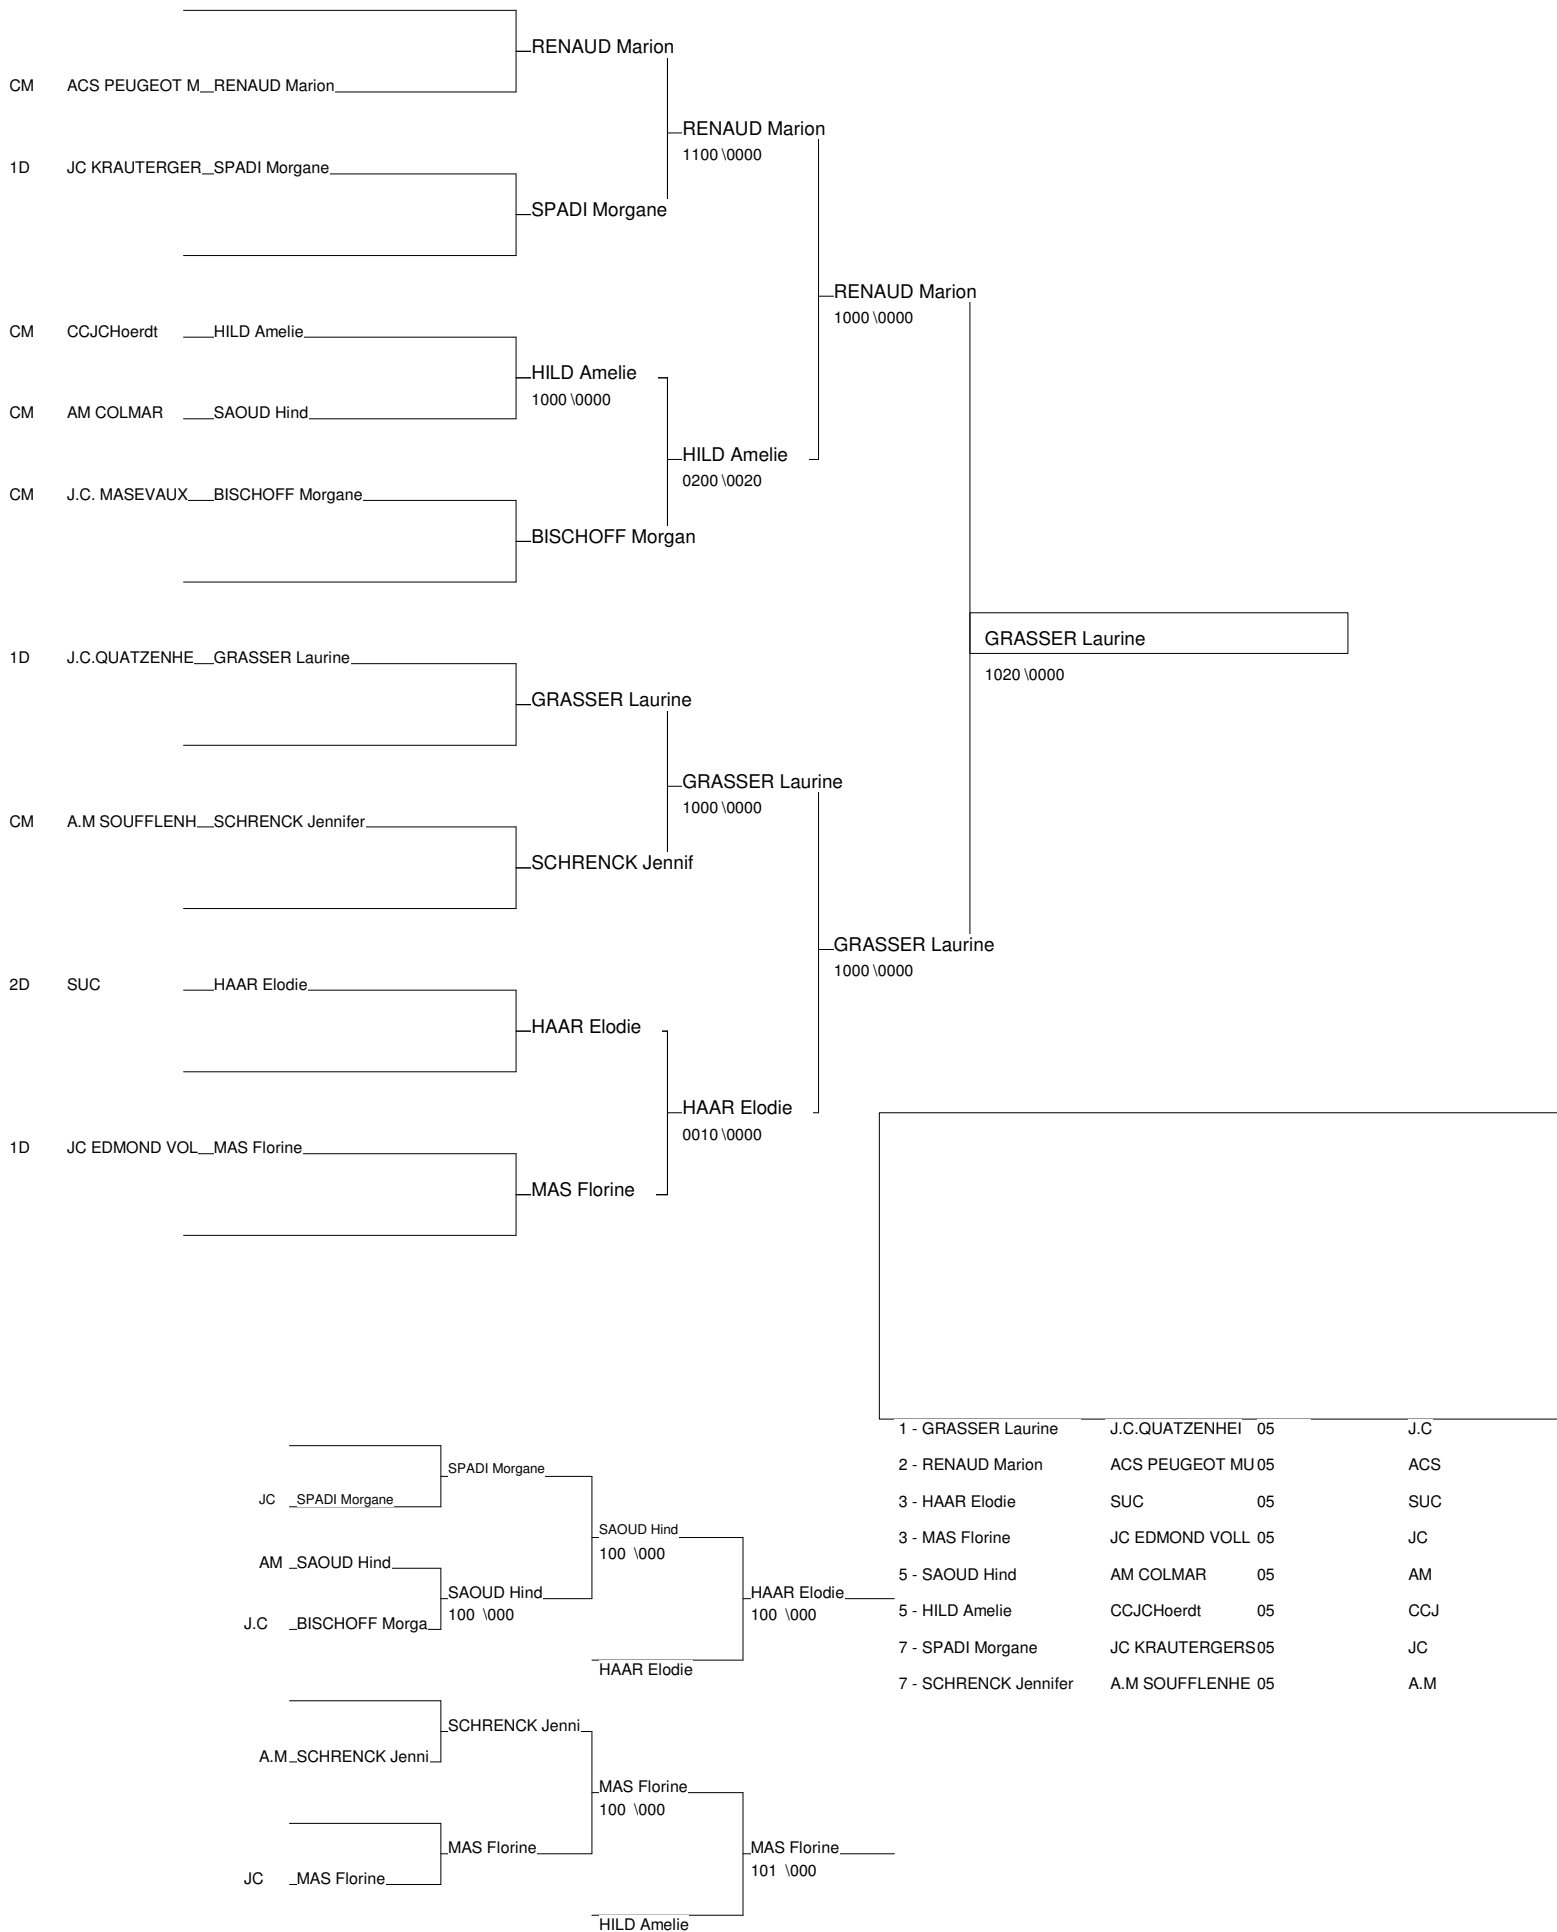 RENAUD Marion
CM ACS PEUGEOT M RENAUD Marion
RENAUD Marion
1100 \0000
1D JC KRAUTERGER SPADI Morgane
SPADI Morgane
RENAUD Marion
1000 \0000
CM CCJCHoerdt HILD Amelie
HILD Amelie
1000 \0000
CM AM COLMAR SAOUD Hind
HILD Amelie
0200 \0020
CM J.C. MASEVAUX BISCHOFF Morgane
BISCHOFF Morgan
GRASSER Laurine
1020 \0000
1D J.C.QUATZENHE GRASSER Laurine
GRASSER Laurine
GRASSER Laurine
1000 \0000
CM A.M SOUFFLENH SCHRENCK Jennifer
SCHRENCK Jennif
GRASSER Laurine
1000 \0000
2D SUC HAAR Elodie
HAAR Elodie
HAAR Elodie
0010 \0000
1D JC EDMOND VOL MAS Florine
MAS Florine
1 - GRASSER Laurine J.C.QUATZENHEI 05 J.C
2 - RENAUD Marion ACS PEUGEOT MU 05 ACS
3 - HAAR Elodie SUC 05 SUC
3 - MAS Florine JC EDMOND VOLL 05 JC
5 - SAOUD Hind AM COLMAR 05 AM
5 - HILD Amelie CCJCHoerdt 05 CCJ
7 - SPADI Morgane JC KRAUTERGERS 05 JC
7 - SCHRENCK Jennifer A.M SOUFFLENHE 05 A.M
SPADI Morgane
JC SPADI Morgane
SAOUD Hind
100 \000
AM SAOUD Hind
SAOUD Hind
100 \000
HAAR Elodie
100 \000
J.C BISCHOFF Morga
HAAR Elodie
SCHRENCK Jenni
A.M SCHRENCK Jenni
MAS Florine
100 \000
MAS Florine
MAS Florine
101 \000
JC MAS Florine
HILD Amelie